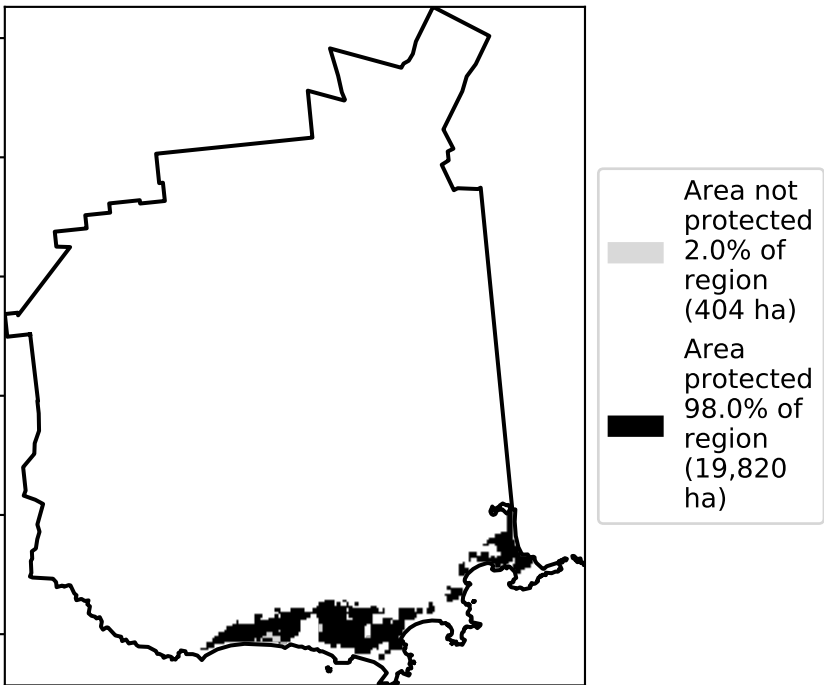 Area not
protected
2.0% of
region
(404 ha)
Area
protected
98.0% of
region
(19,820
ha)